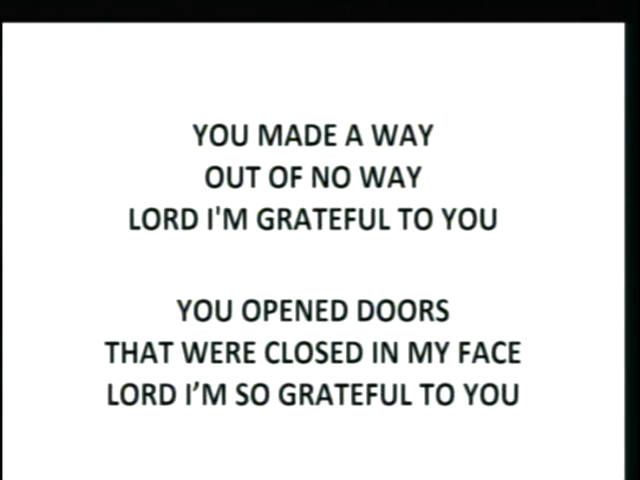 YOU MADE A WAY
OUT OF NO WAY
LORD I'M GRATEFUL TO YOU
YOU OPENED DOORS
THAT WERE CLOSED IN MY FACE
LORD I’M SO GRATEFUL TO YOU